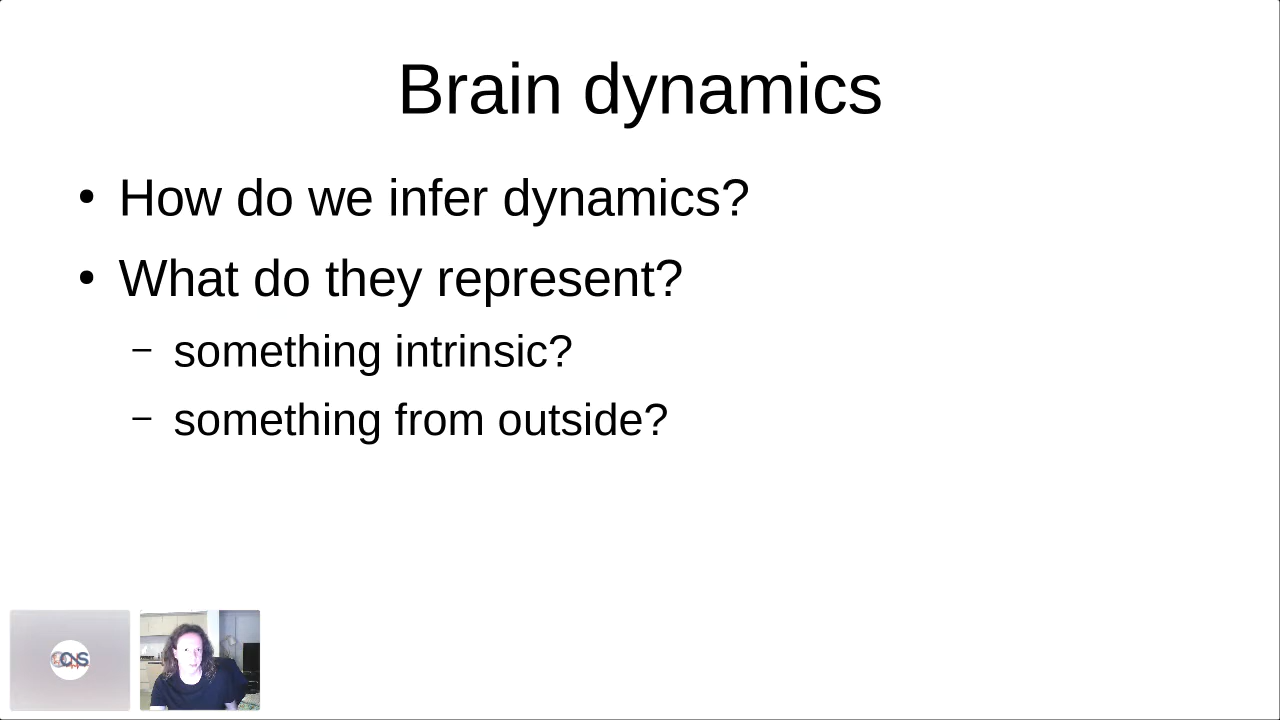 Brain dynamics
• How do we infer dynamics?
• What do they represent?
– something intrinsic?
– something from outside?